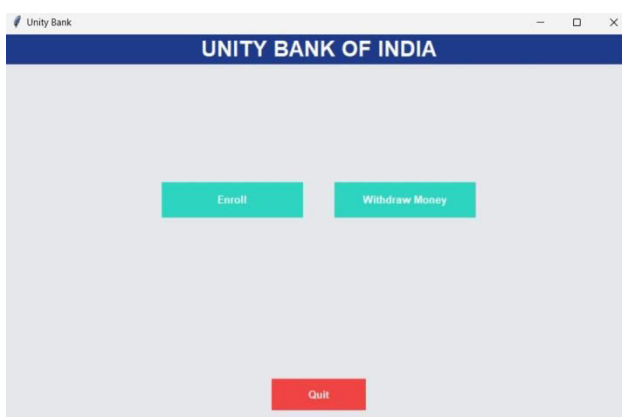 Unity Bank
UNITY BANK OF INDIA
Enroll
Withdraw Money
Quit